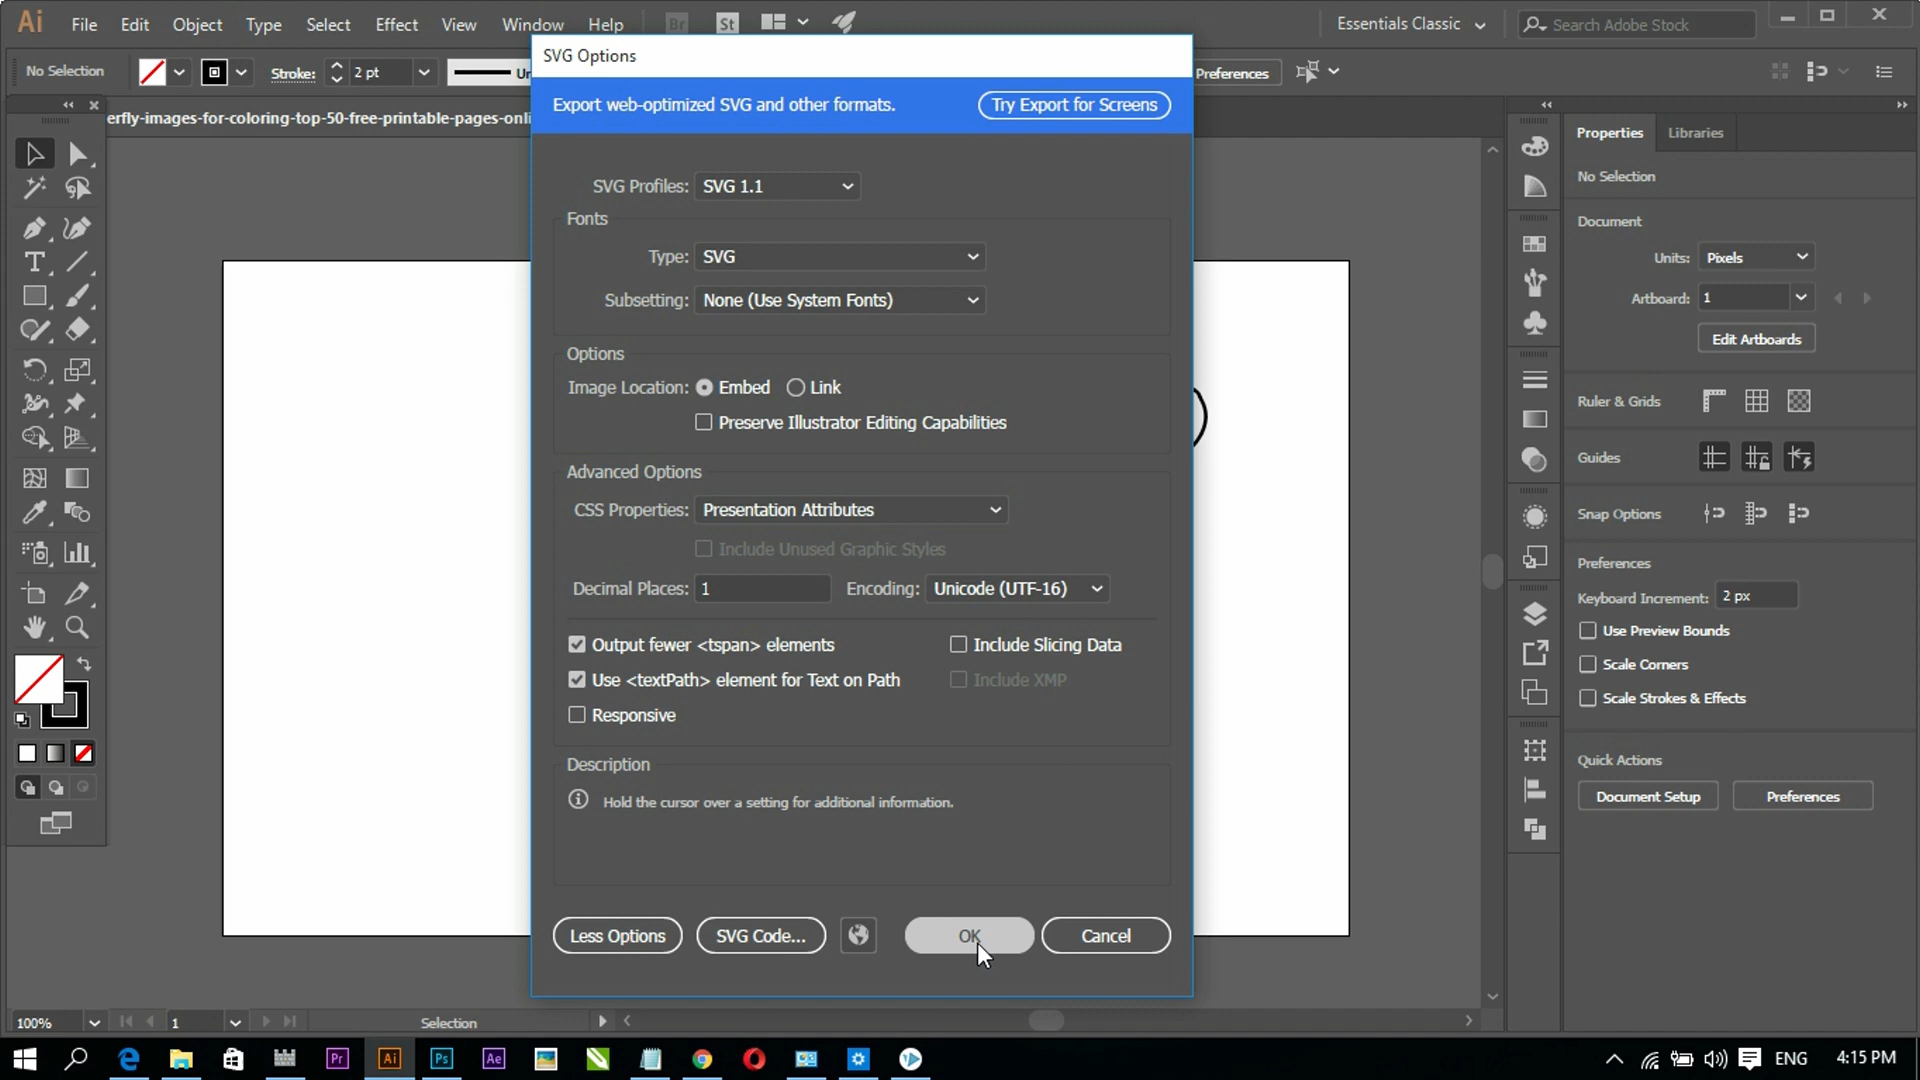 Ai File Edit Object Type Select Effect View Window Help Br St Essentials Classic Search Adobe Stock
No Selection Stroke: 2 pt Preferences
erfly-images-for-coloring-top-50-free-printable-pages-onli
SVG Options
Export web-optimized SVG and other formats. Try Export for Screens
SVG Profiles: SVG 1.1
Fonts
Type: SVG
Subsetting: None (Use System Fonts)
Options
Image Location: Embed Link
Preserve Illustrator Editing Capabilities
Advanced Options
CSS Properties: Presentation Attributes
Include Unused Graphic Styles
Decimal Places: 1 Encoding: Unicode (UTF-16)
Output fewer <tspan> elements Include Slicing Data
Use <textPath> element for Text on Path Include XMP
Responsive
Description
Hold the cursor over a setting for additional information.
Less Options SVG Code... OK Cancel
Properties Libraries
No Selection
Document
Units: Pixels
Artboard: 1
Edit Artboards
Ruler & Grids
Guides
Snap Options
Preferences
Keyboard Increment: 2 px
Use Preview Bounds
Scale Corners
Scale Strokes & Effects
Quick Actions
Document Setup Preferences
100% 1 Selection
Pr Ai Ps Ae ENG 4:15 PM